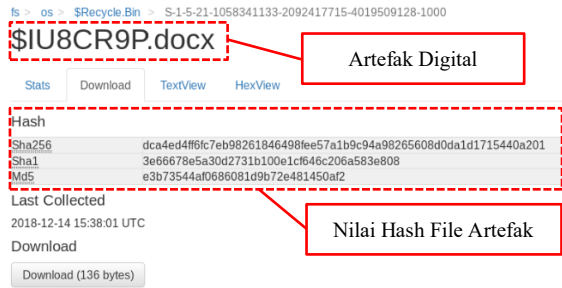 fs > os > $Recycle.Bin > S-1-5-21-1058341133-2092417715-4019509128-1000
$IU8CR9P.docx
Artefak Digital
Stats Download TextView HexView
Hash
Sha256 dca4ed4ff6fc7eb98261846498fee57a1b9c94a98265608d0da1d1715440a201
Sha1 3e66678e5a30d2731b100e1cf646c206a583e808
Md5 e3b73544af0686081d9b72e481450af2
Last Collected
2018-12-14 15:38:01 UTC
Nilai Hash File Artefak
Download
Download (136 bytes)